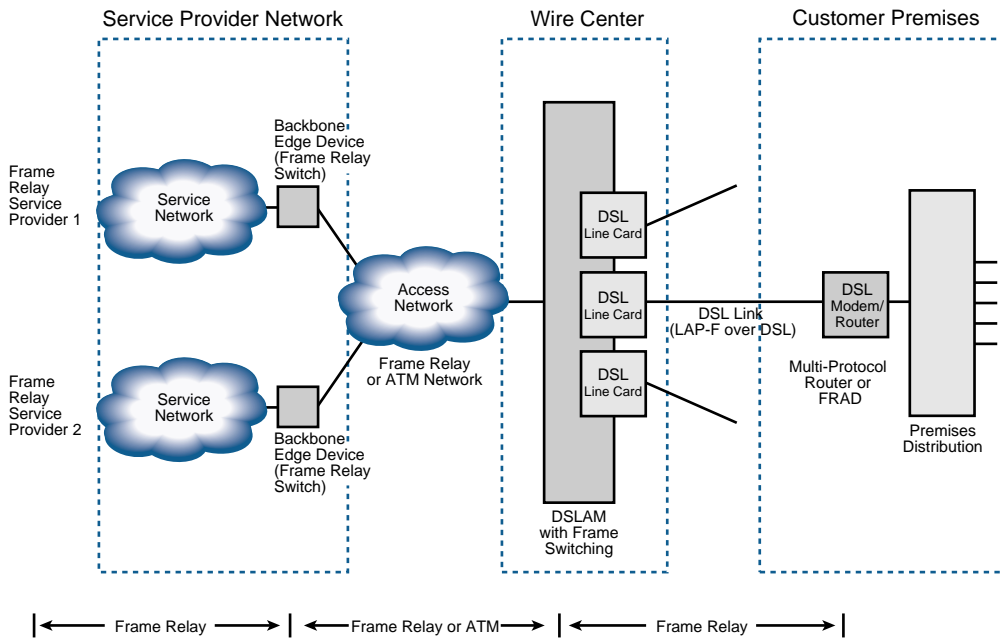 Service Provider Network
Wire Center
Customer Premises
Backbone
Edge Device
(Frame Relay
Switch)
Frame
Relay
Service
Provider 1
Service
Network
DSL
Line Card
Access
Network
DSL
Line Card
DSL Link
(LAP-F over DSL)
DSL
Modem/
Router
Frame Relay
or ATM Network
Multi-Protocol
Router or
FRAD
DSL
Line Card
Frame
Relay
Service
Provider 2
Service
Network
Backbone
Edge Device
(Frame Relay
Switch)
Premises
Distribution
DSLAM
with Frame
Switching
Frame Relay
Frame Relay or ATM
Frame Relay